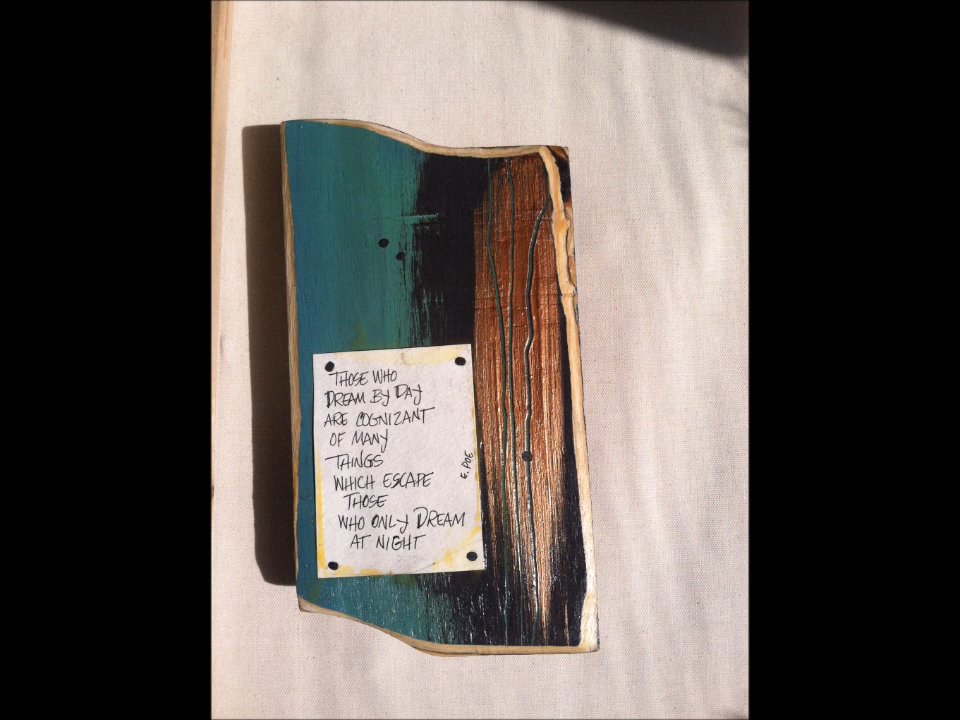 THOSE WHO
DREAM BY DAY
ARE COGNIZANT
OF MANY
THINGS
WHICH ESCAPE
THOSE
WHO ONLY DREAM
AT NIGHT
E. POE